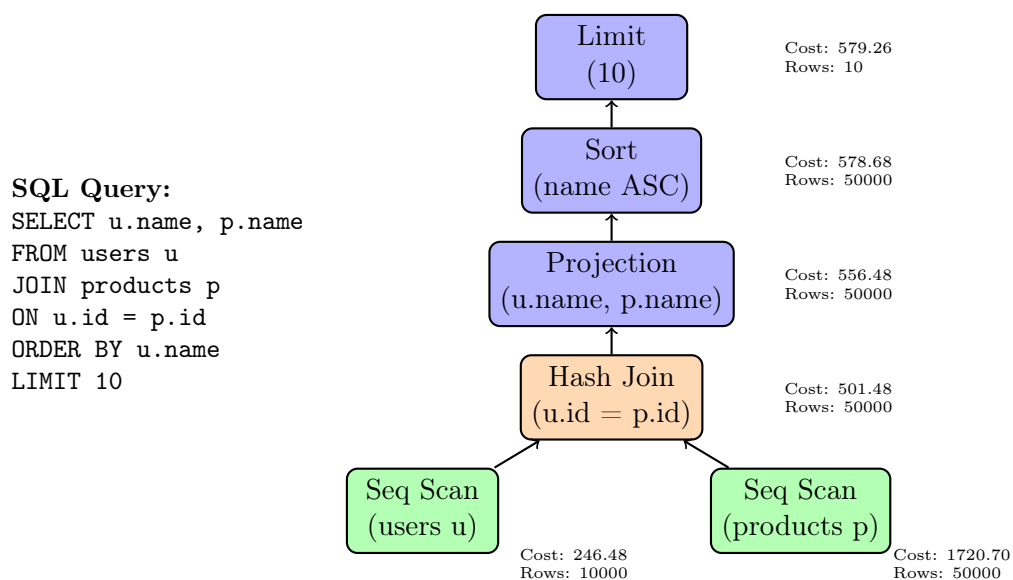 SQL Query:
SELECT u.name, p.name
FROM users u
JOIN products p
ON u.id = p.id
ORDER BY u.name
LIMIT 10
Limit
(10)
Cost: 579.26
Rows: 10
Sort
(name ASC)
Cost: 578.68
Rows: 50000
Projection
(u.name, p.name)
Cost: 556.48
Rows: 50000
Hash Join
(u.id = p.id)
Cost: 501.48
Rows: 50000
Seq Scan
(users u)
Cost: 246.48
Rows: 10000
Seq Scan
(products p)
Cost: 1720.70
Rows: 50000